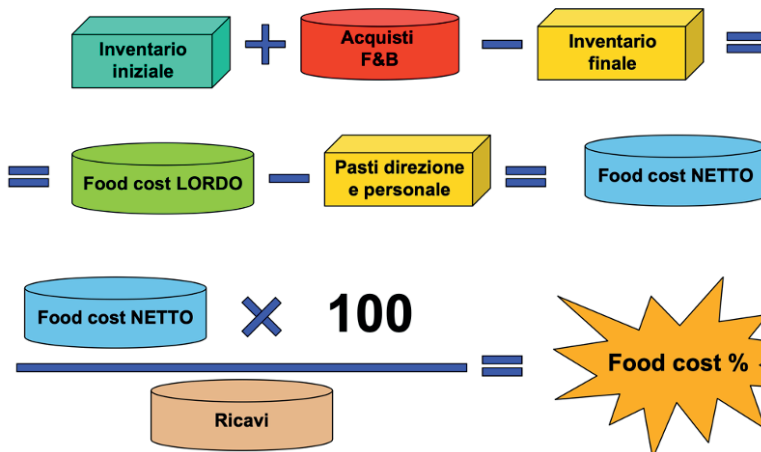 Inventario
iniziale
+
Acquisti
F&B
−
Inventario
finale
=
=
Food cost LORDO
−
Pasti direzione
e personale
=
Food cost NETTO
Food cost NETTO
×
100
=
Food cost %
Ricavi